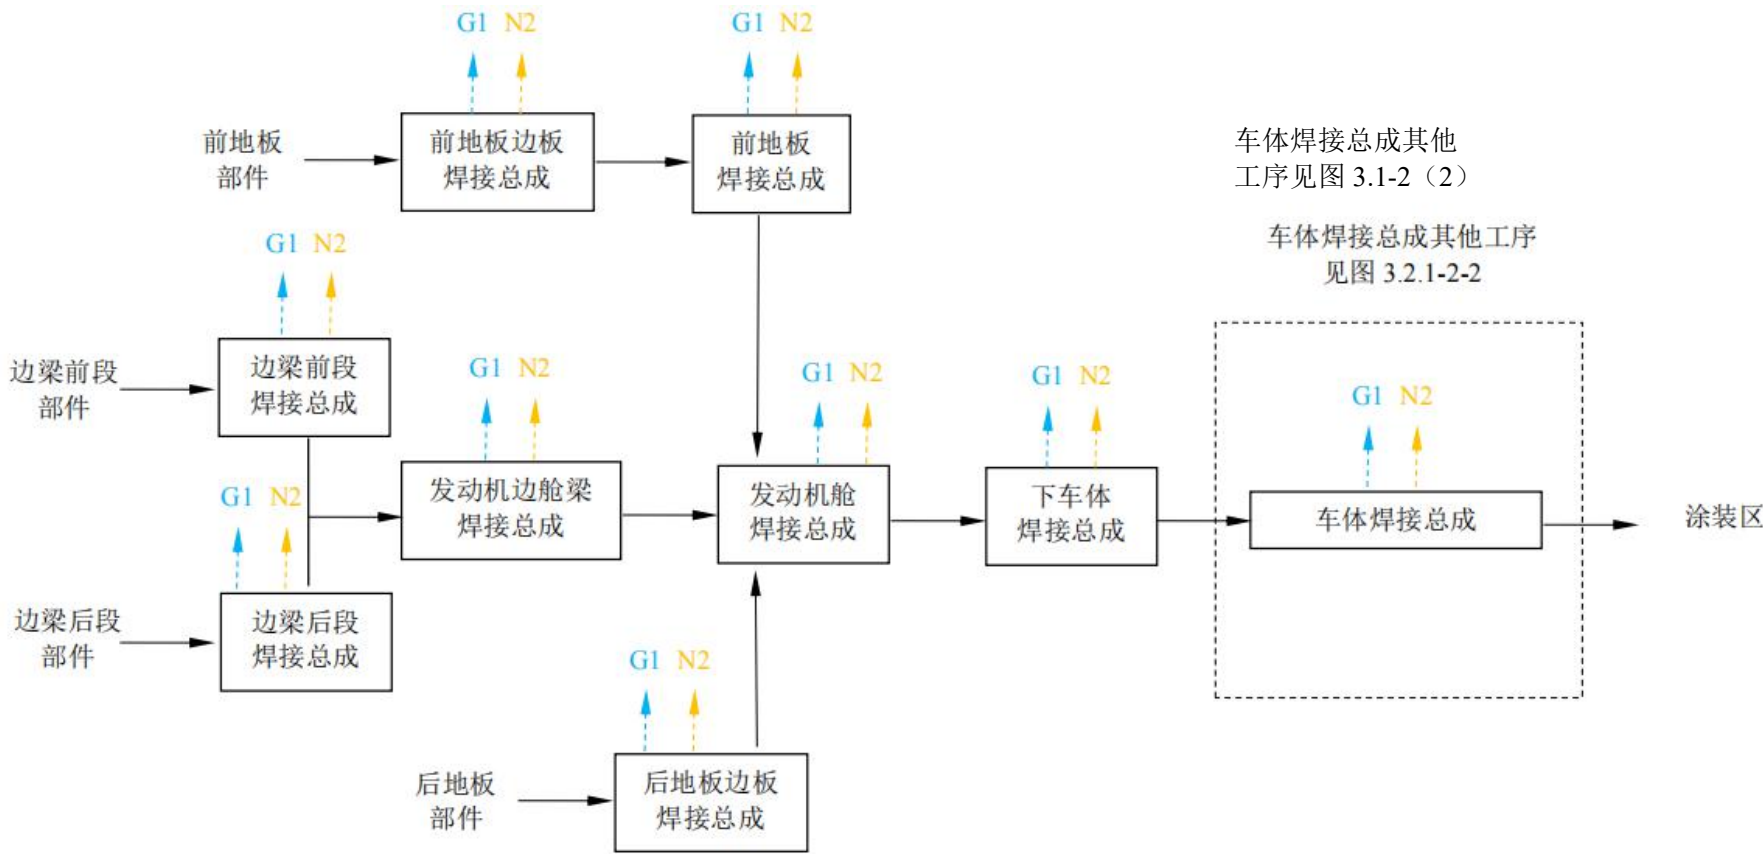 G1 N2
G1 N2
前地板
部件
前地板边板
焊接总成
前地板
焊接总成
车体焊接总成其他
工序见图 3.1-2（2）
车体焊接总成其他工序
见图 3.2.1-2-2
G1 N2
边梁前段
部件
边梁前段
焊接总成
G1 N2
G1 N2
G1 N2
G1 N2
G1 N2
发动机边舱梁
焊接总成
发动机舱
焊接总成
下车体
焊接总成
车体焊接总成
涂装区
边梁后段
部件
边梁后段
焊接总成
G1 N2
后地板
部件
后地板边板
焊接总成